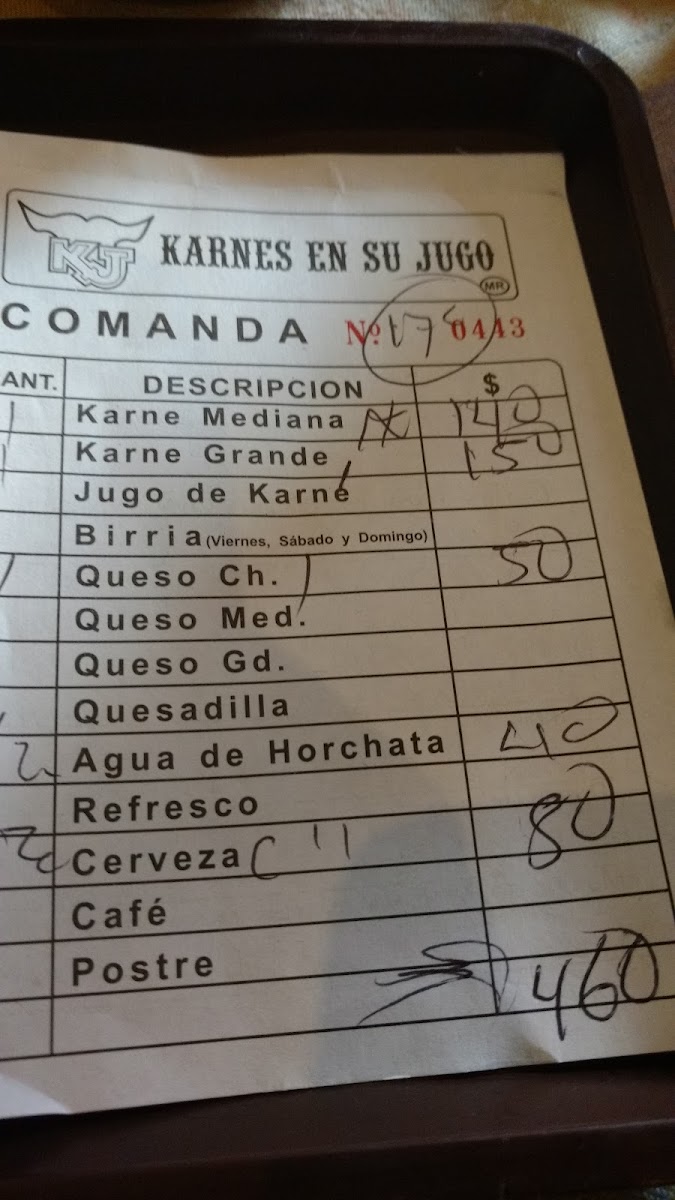 KJ KARNES EN SU JUGO MR
COMANDA Nº 0443
ANT. DESCRIPCION $
1 Karne Mediana 140
1 Karne Grande 150
Jugo de Karne
Birria (Viernes, Sábado y Domingo)
1 Queso Ch. 50
Queso Med.
Queso Gd.
Quesadilla
2 Agua de Horchata 40
Refresco
2 Cerveza C 11 80
Café
Postre
460